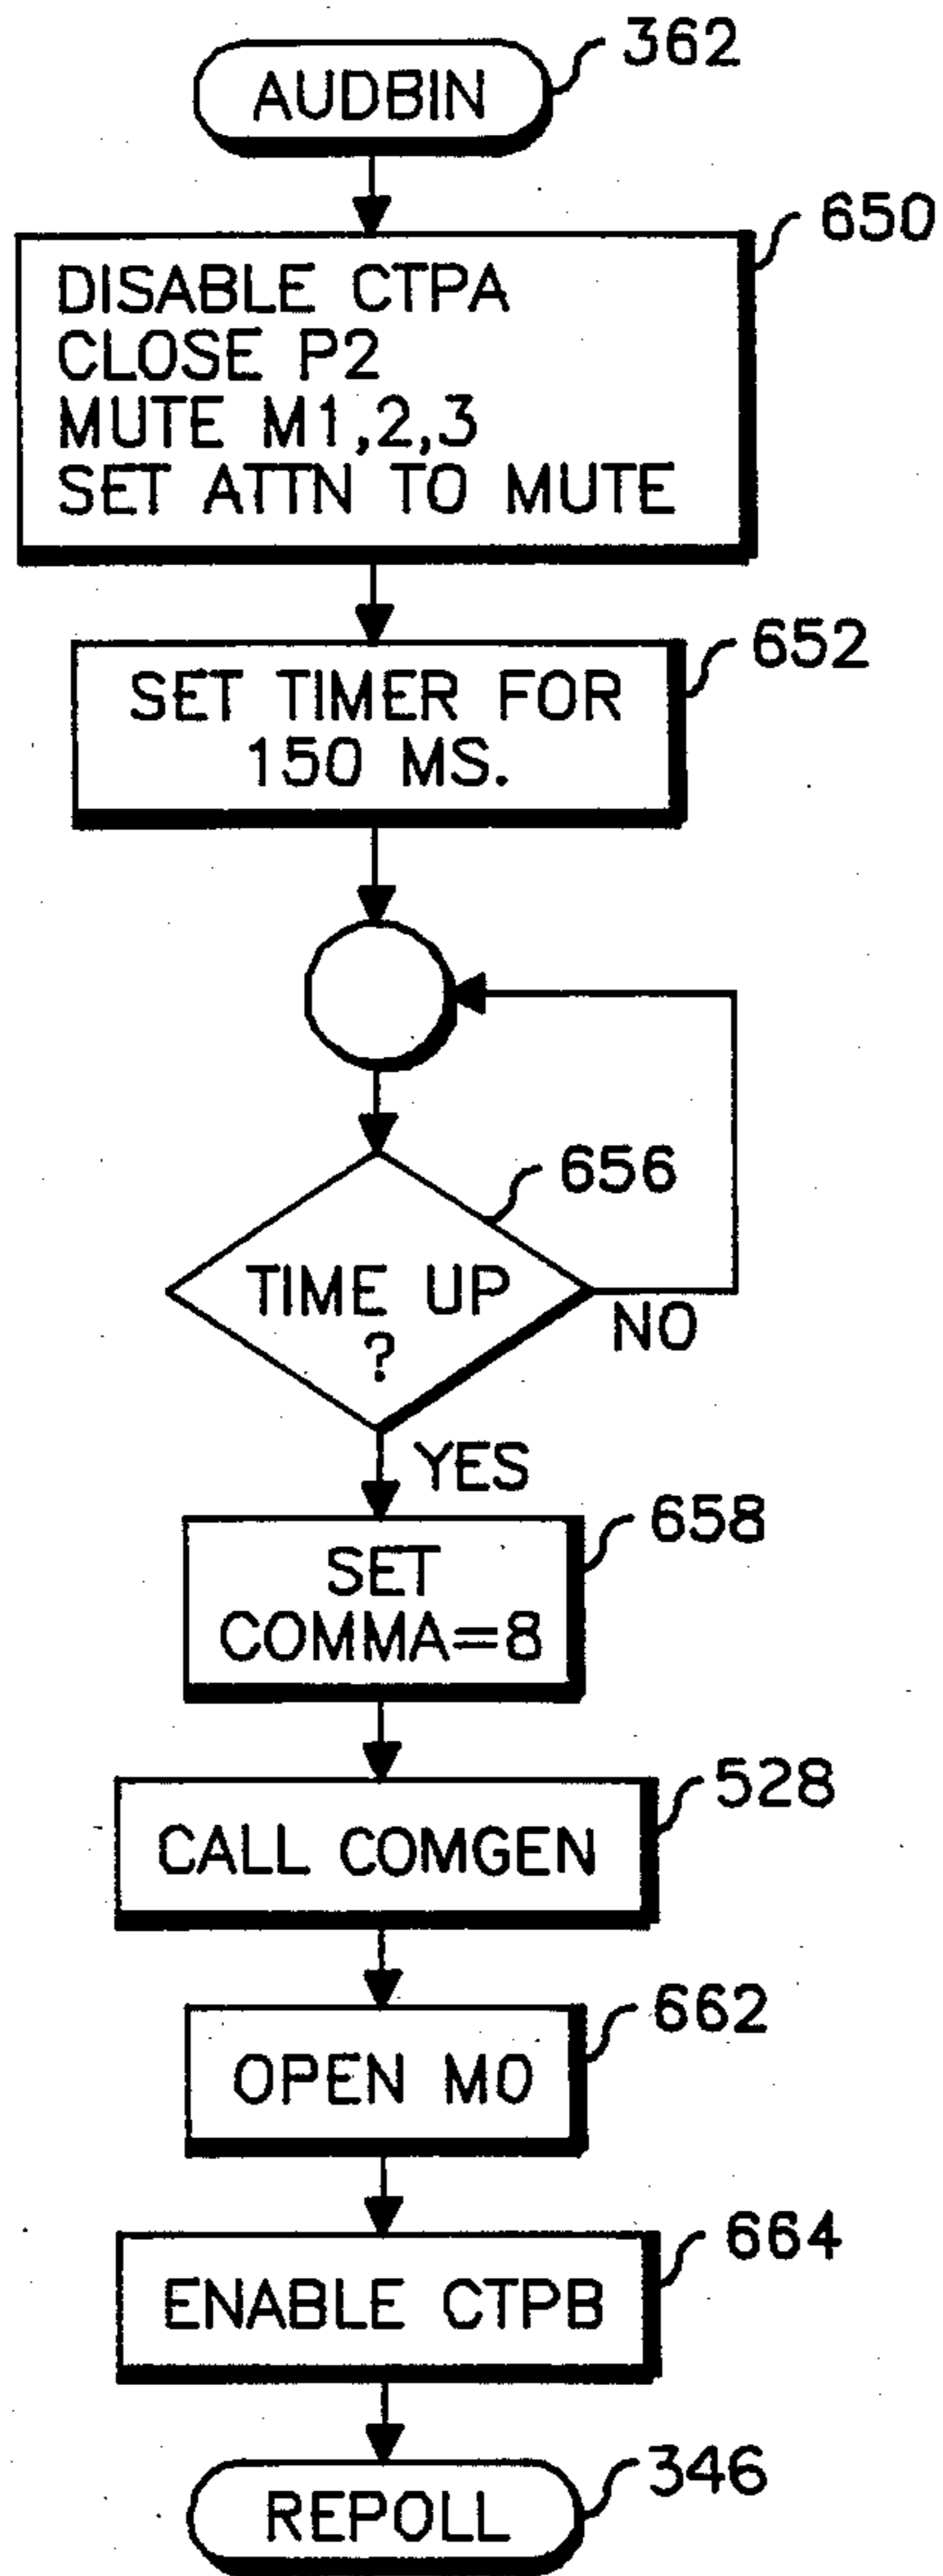 AUDBIN
362
650
DISABLE CTPA
CLOSE P2
MUTE M1,2,3
SET ATTN TO MUTE
652
SET TIMER FOR
150 MS.
656
TIME UP
?
NO
YES
658
SET
COMMA=8
528
CALL COMGEN
662
OPEN M0
664
ENABLE CTPB
346
REPOLL